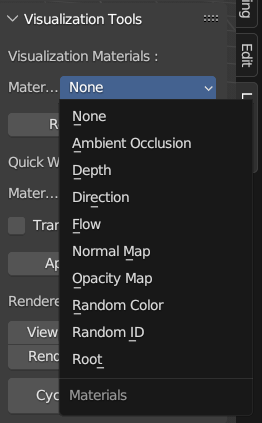 Visualization Tools
ng
Visualization Materials :
Edit
Mater... None
None
Ambient Occlusion
Depth
Direction
Quick W
Mater...
Flow
Tran
Normal Map
Ap
Opacity Map
Random Color
Rendere
View
Random ID
Rend
Root
Cyc
Materials